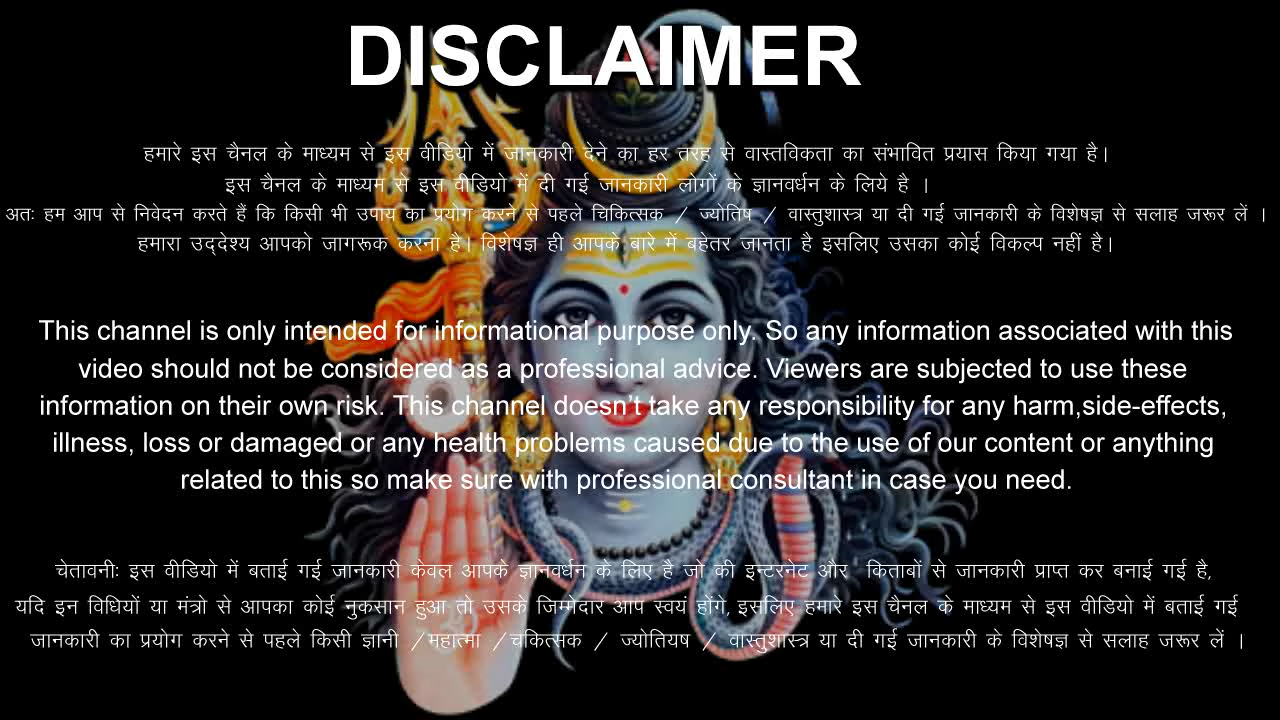 DISCLAIMER
हमारे इस चैनल के माध्यम से इस वीडियो में जानकारी देने का हर तरह से वास्तविकता का संभावित प्रयास किया गया है।
इस चैनल के माध्यम से इस वीडियो में दी गई जानकारी लोगों के ज्ञानवर्धन के लिये है ।
अतः हम आप से निवेदन करते हैं कि किसी भी उपाय का प्रयोग करने से पहले चिकित्सक / ज्योतिष / वास्तुशास्त्र या दी गई जानकारी के विशेषज्ञ से सलाह जरूर लें ।
हमारा उद्देश्य आपको जागरूक करना है। विशेषज्ञ ही आपके बारे में बहेतर जानता है इसलिए उसका कोई विकल्प नहीं है।
This channel is only intended for informational purpose only. So any information associated with this
video should not be considered as a professional advice. Viewers are subjected to use these
information on their own risk. This channel doesn't take any responsibility for any harm,side-effects,
illness, loss or damaged or any health problems caused due to the use of our content or anything
related to this so make sure with professional consultant in case you need.
चेतावनीः इस वीडियो में बताई गई जानकारी केवल आपके ज्ञानवर्धन के लिए है जो की इन्टरनेट और किताबों से जानकारी प्राप्त कर बनाई गई है,
यदि इन विधियों या मंत्रो से आपका कोई नुकसान हुआ तो उसके जिम्मेदार आप स्वयं होंगे, इसलिए हमारे इस चैनल के माध्यम से इस वीडियो में बताई गई
जानकारी का प्रयोग करने से पहले किसी ज्ञानी /महात्मा /चकित्सक / ज्योतियष / वास्तुशास्त्र या दी गई जानकारी के विशेषज्ञ से सलाह जरूर लें ।